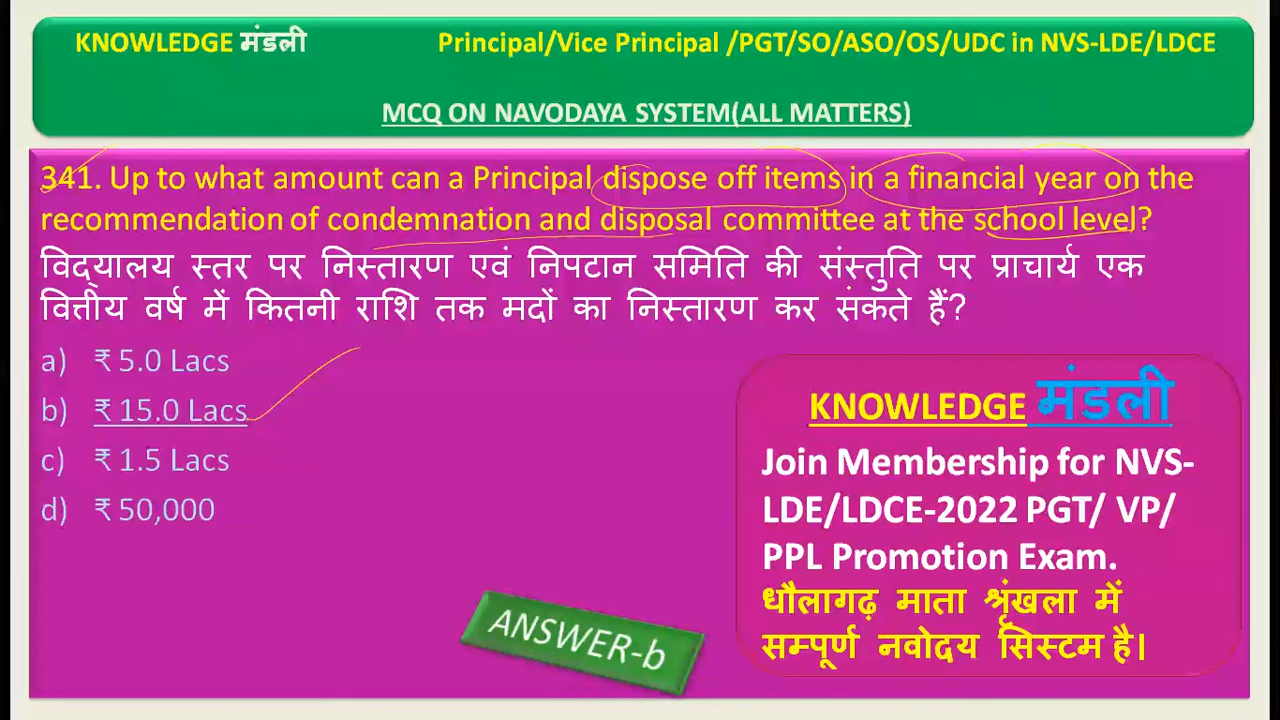 KNOWLEDGE मंडली Principal/Vice Principal /PGT/SO/ASO/OS/UDC in NVS-LDE/LDCE
MCQ ON NAVODAYA SYSTEM(ALL MATTERS)
341. Up to what amount can a Principal dispose off items in a financial year on the
recommendation of condemnation and disposal committee at the school level?
विद्यालय स्तर पर निस्तारण एवं निपटान समिति की संस्तुति पर प्राचार्य एक
वित्तीय वर्ष में कितनी राशि तक मदों का निस्तारण कर संकते हैं?
a) ₹ 5.0 Lacs
b) ₹ 15.0 Lacs
c) ₹ 1.5 Lacs
d) ₹ 50,000
ANSWER-b
KNOWLEDGE मंडली
Join Membership for NVS-
LDE/LDCE-2022 PGT/ VP/
PPL Promotion Exam.
धौलागढ़ माता श्रृंखला में
सम्पूर्ण नवोदय सिस्टम है।